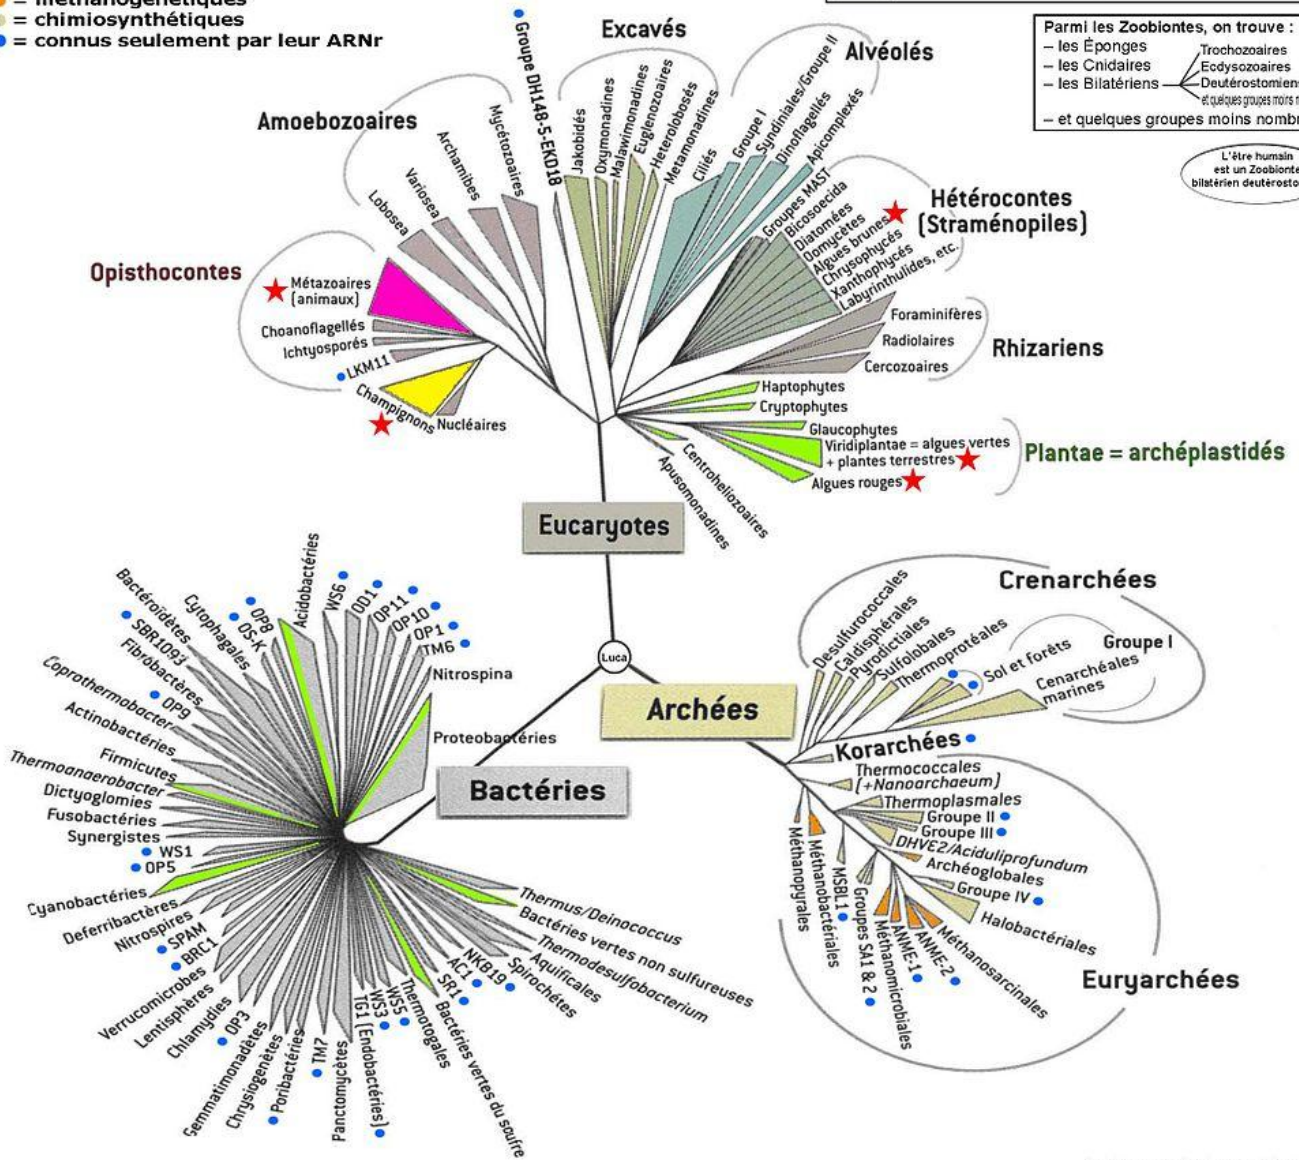 = méthanogénétiques
= chimiosynthétiques
= connus seulement par leur ARNr
Parmi les Zoobiontes, on trouve :
– les Éponges
– les Cnidaires
– les Bilatériens
Trochozoaires
Ecdysozoaires
Deutérostomiens
et quelques groupes moins
– et quelques groupes moins
L'être humain
est un Zoobionte
bilatérien
Opisthocontes
Métazoaires
(animaux)
Choanoflagellés
Ichtyosporés
LKM11
Champignons
Nucléaires
Amoebozoaires
Lobosea
Variosea
Archamibes
Mycétozoaires
Groupe DH148-5-EKD18
Excavés
Jakobidés
Oxymonadines
Malawimonadines
Euglenozoaires
Heterolobosés
Metamonadines
Alvéolés
Ciliés
Groupe I
Syndiniales/Groupe II
Dinoflagellés
Apicomplexés
Hétérocontes
(Straménopiles)
Groupes MAST
Bicosoecida
Diatomées
Oomycètes
Algues brunes
Chrysophycés
Xanthophycés
Labyrinthulides, etc.
Rhizariens
Foraminifères
Radiolaires
Cercozoaires
Haptophytes
Cryptophytes
Plantae = archéplastidés
Glaucophytes
Viridiplantae = algues vertes
+ plantes terrestres
Algues rouges
Centroheliozoaires
Apusomonadines
Eucaryotes
Luca
Archées
Bactéries
Crenarchées
Desulfurococcales
Caldisphérales
Pyrodictiales
Sulfolobales
Thermoprotéales
Sol et forêts
Groupe I
Cenarchéales
marines
Korarchées
Thermococcales
(+Nanoarchaeum)
Thermoplasmales
Groupe II
Groupe III
DHVE2/Aciduliprofundum
Archéoglobales
Groupe IV
Halobactériales
Euryarchées
Méthanosarcinales
ANME-2
ANME-1
Méthanomicrobiales
Groupes SA1 & 2
MSBL1
Méthanobactériales
Méthanopyrales
Acidobactéries
WS6
OD1
OP11
OP10
OP1
TM6
Nitrospina
Proteobactéries
OP8
OS-K
Cytophagales
Bactéroïdètes
SBR1093
Fibrobactères
OP9
Coprothermobacter
Actinobactéries
Firmicutes
Thermoanaerobacter
Dictyoglomies
Fusobactéries
Synergistes
WS1
OP5
Cyanobactéries
Deferribactères
Nitrospires
SPAM
BRC1
Verrucomicrobes
Lentisphères
Chlamydies
OP3
Gemmatimonadètes
Chrysiogenètes
Poribactéries
TM7
Panctomycètes
TG1 (Endobactéries)
WS3
WS5
Thermotogales
Bactéries vertes du soufre
SR1
AC1
NKB19
Spirochètes
Aquificales
Thermodesulfobacterium
Bactéries vertes non sulfureuses
Thermus/Deinococcus